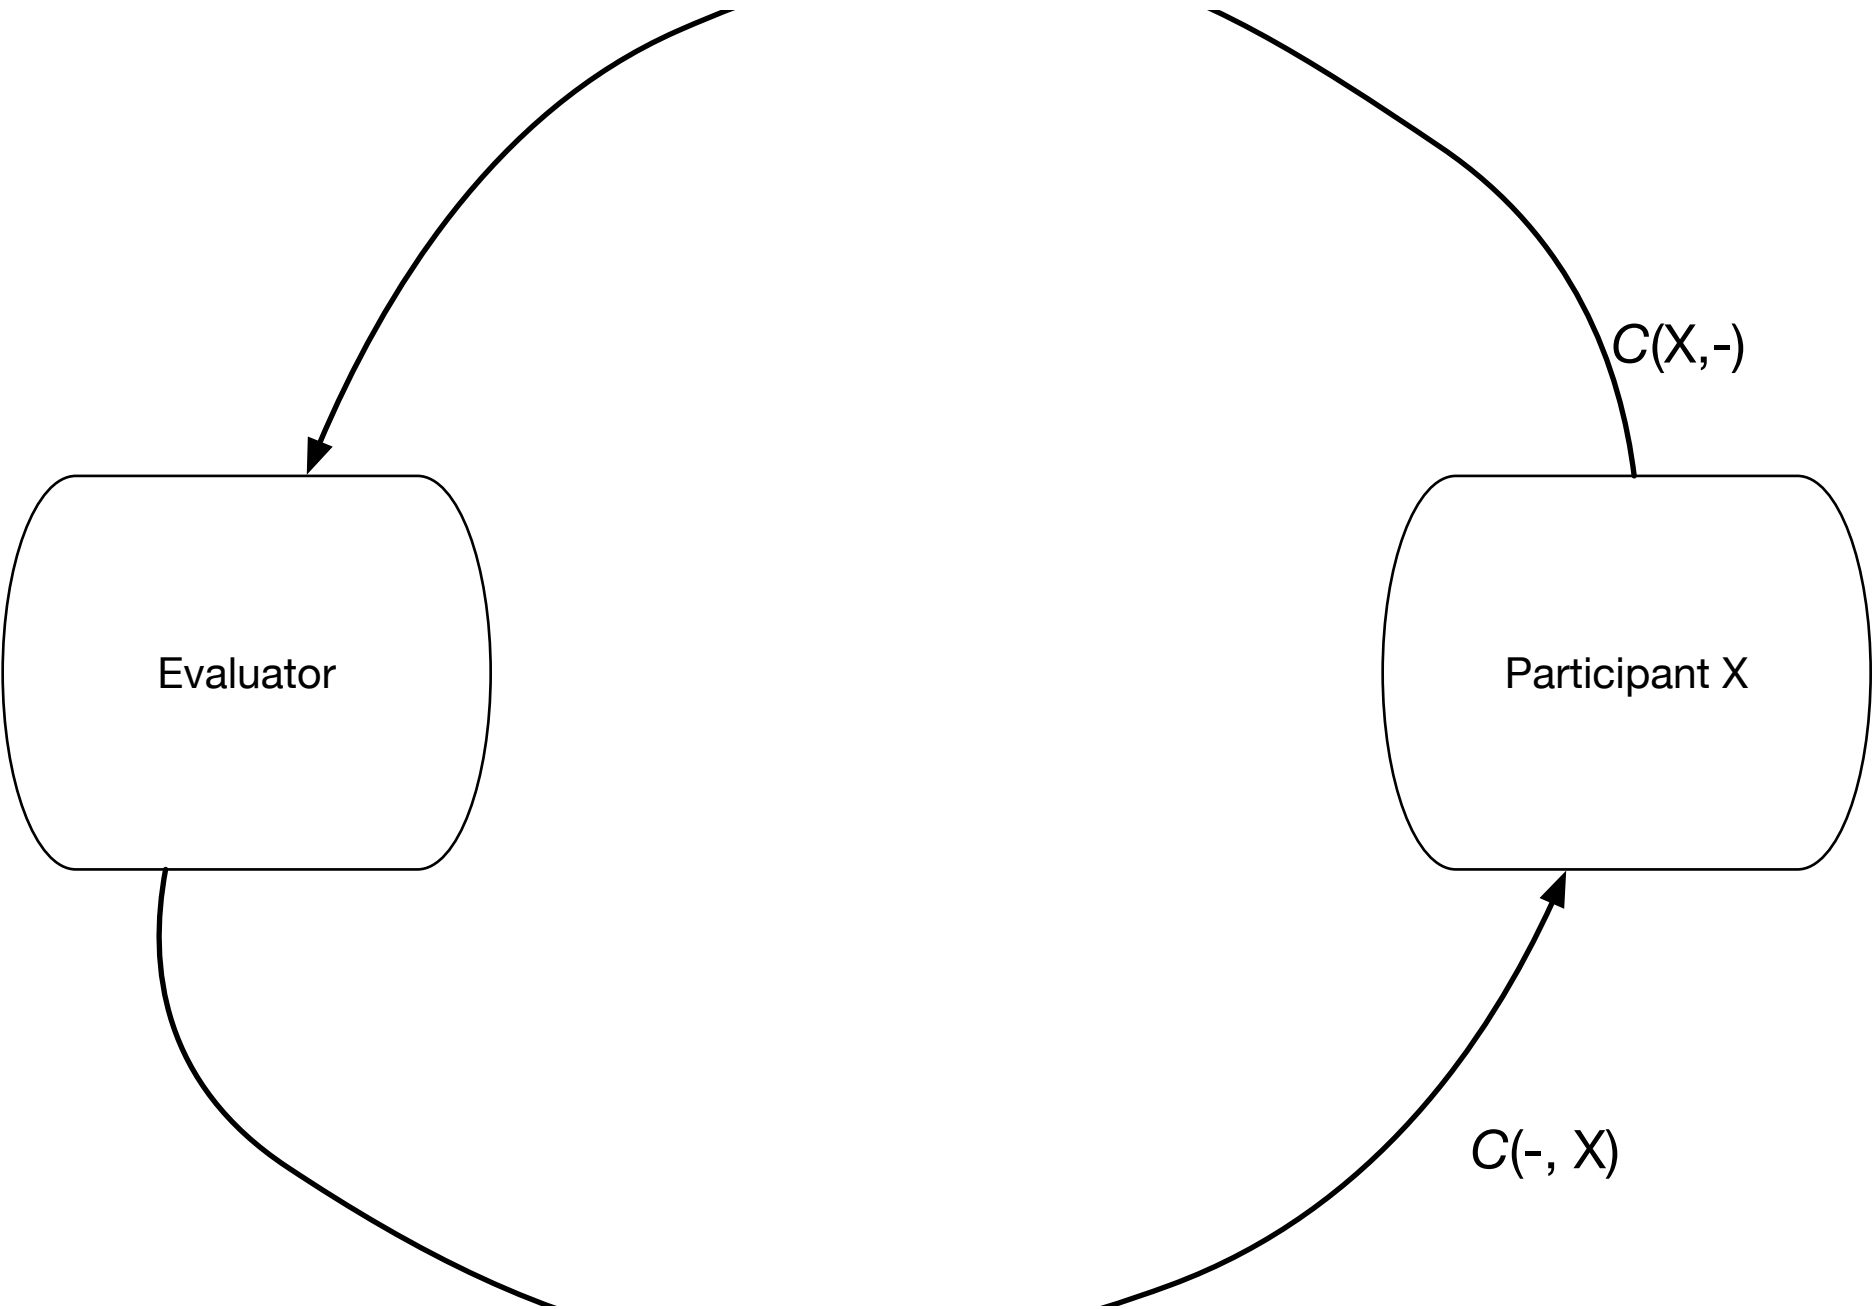 C(X,-)
Evaluator
Participant X
C(-, X)